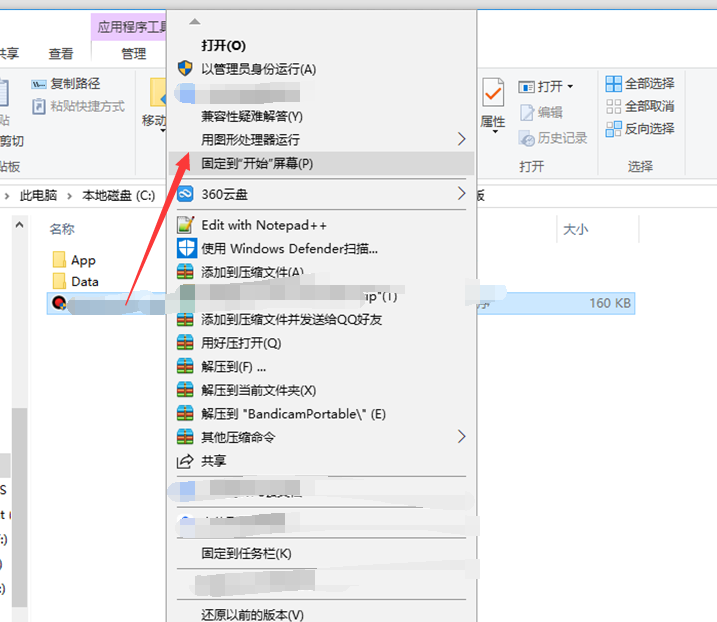 应用程序工具
共享
查看
管理
复制路径
粘贴快捷方式
剪切
移动
属性
打开
编辑
历史记录
打开
全部选择
全部取消
反向选择
选择
此电脑
本地磁盘 (C:)
版
名称
大小
App
Data
160 KB
打开(O)
以管理员身份运行(A)
兼容性疑难解答(Y)
用图形处理器运行
固定到"开始"屏幕(P)
360云盘
Edit with Notepad++
使用 Windows Defender扫描...
添加到压缩文件(A)
ip"(T)
添加到压缩文件并发送给QQ好友
用好压打开(Q)
解压到(F) ...
解压到当前文件夹(X)
解压到 "BandicamPortable\" (E)
其他压缩命令
共享
固定到任务栏(K)
还原以前的版本(V)